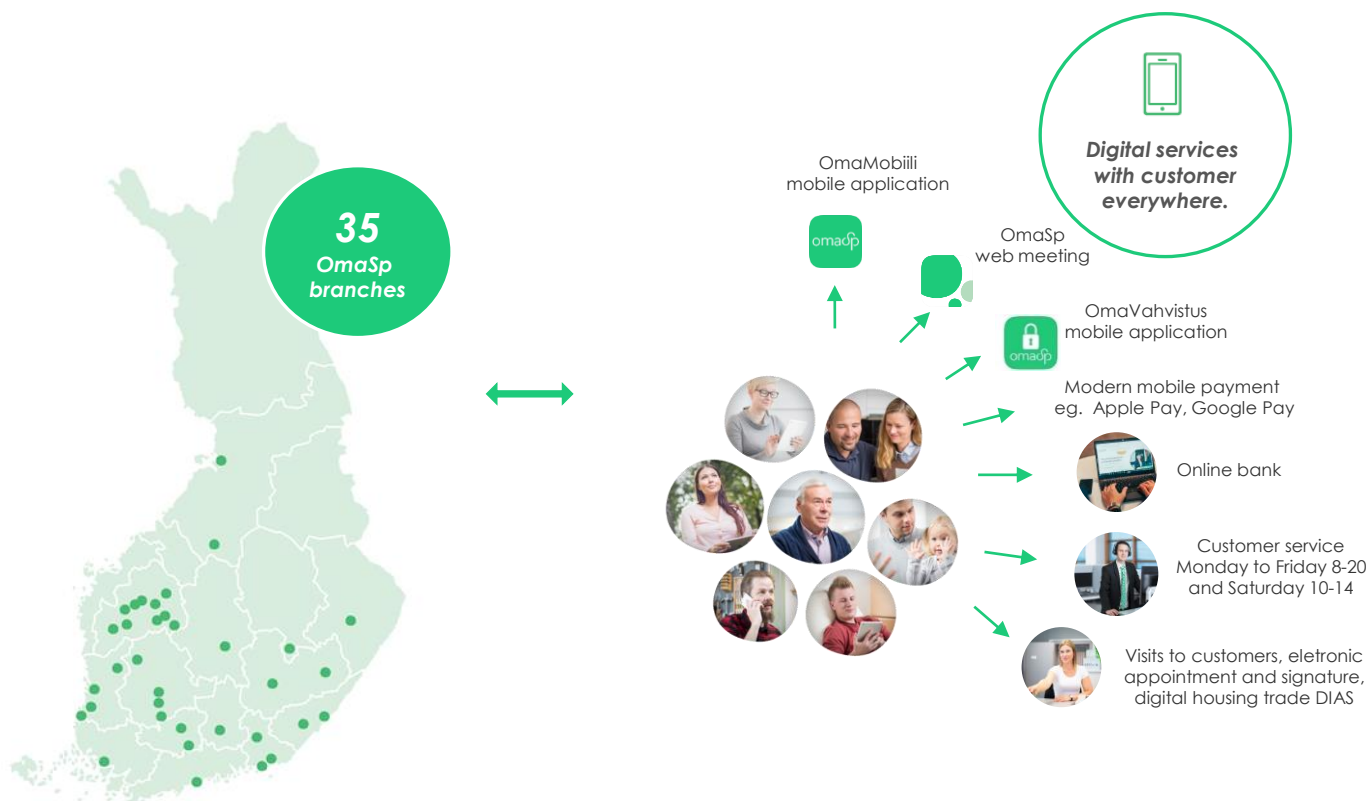 35
OmaSp
branches
Digital services
with customer
everywhere.
OmaMobiili
mobile application
omaSp
OmaSp
web meeting
OmaVahvistus
mobile application
omaSp
Modern mobile payment
eg. Apple Pay, Google Pay
Online bank
Customer service
Monday to Friday 8-20
and Saturday 10-14
Visits to customers, eletronic
appointment and signature,
digital housing trade DIAS